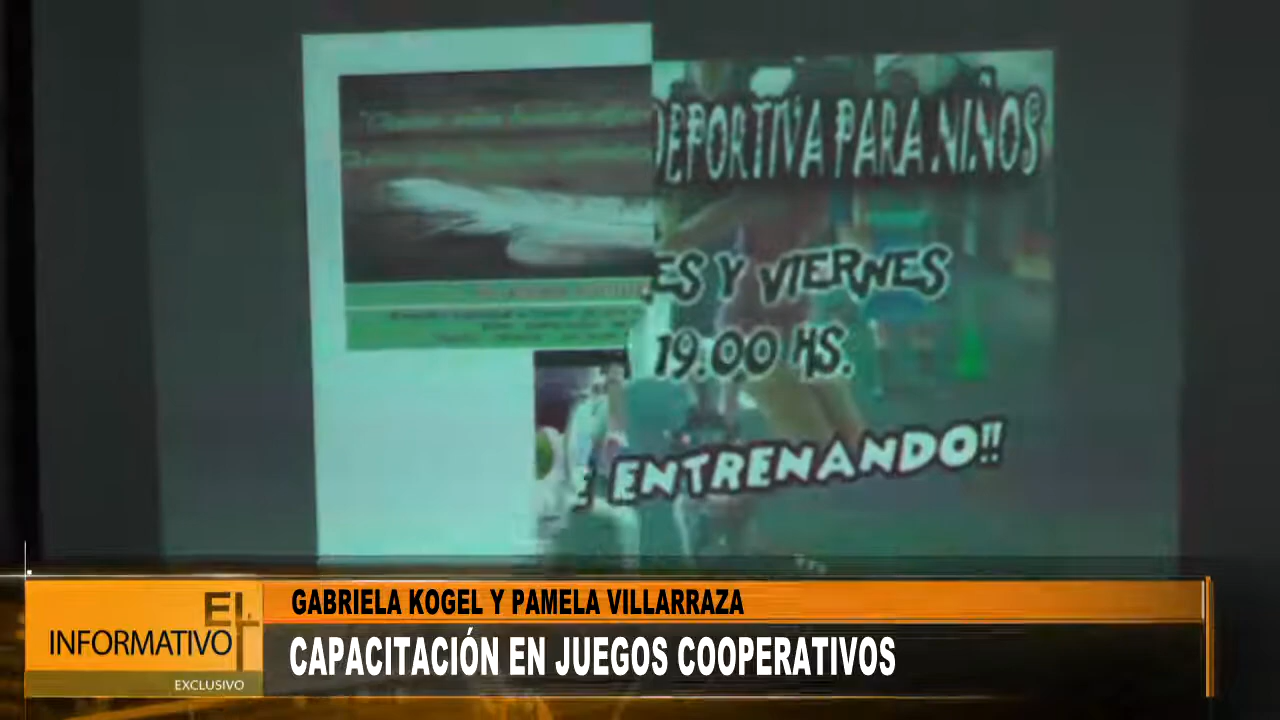 DEPORTIVA PARA NIÑOS
ES Y VIERNES
19.00 HS.
E ENTRENANDO!!
GABRIELA KOGEL Y PAMELA VILLARRAZA
EL
INFORMATIVO
CAPACITACIÓN EN JUEGOS COOPERATIVOS
EXCLUSIVO